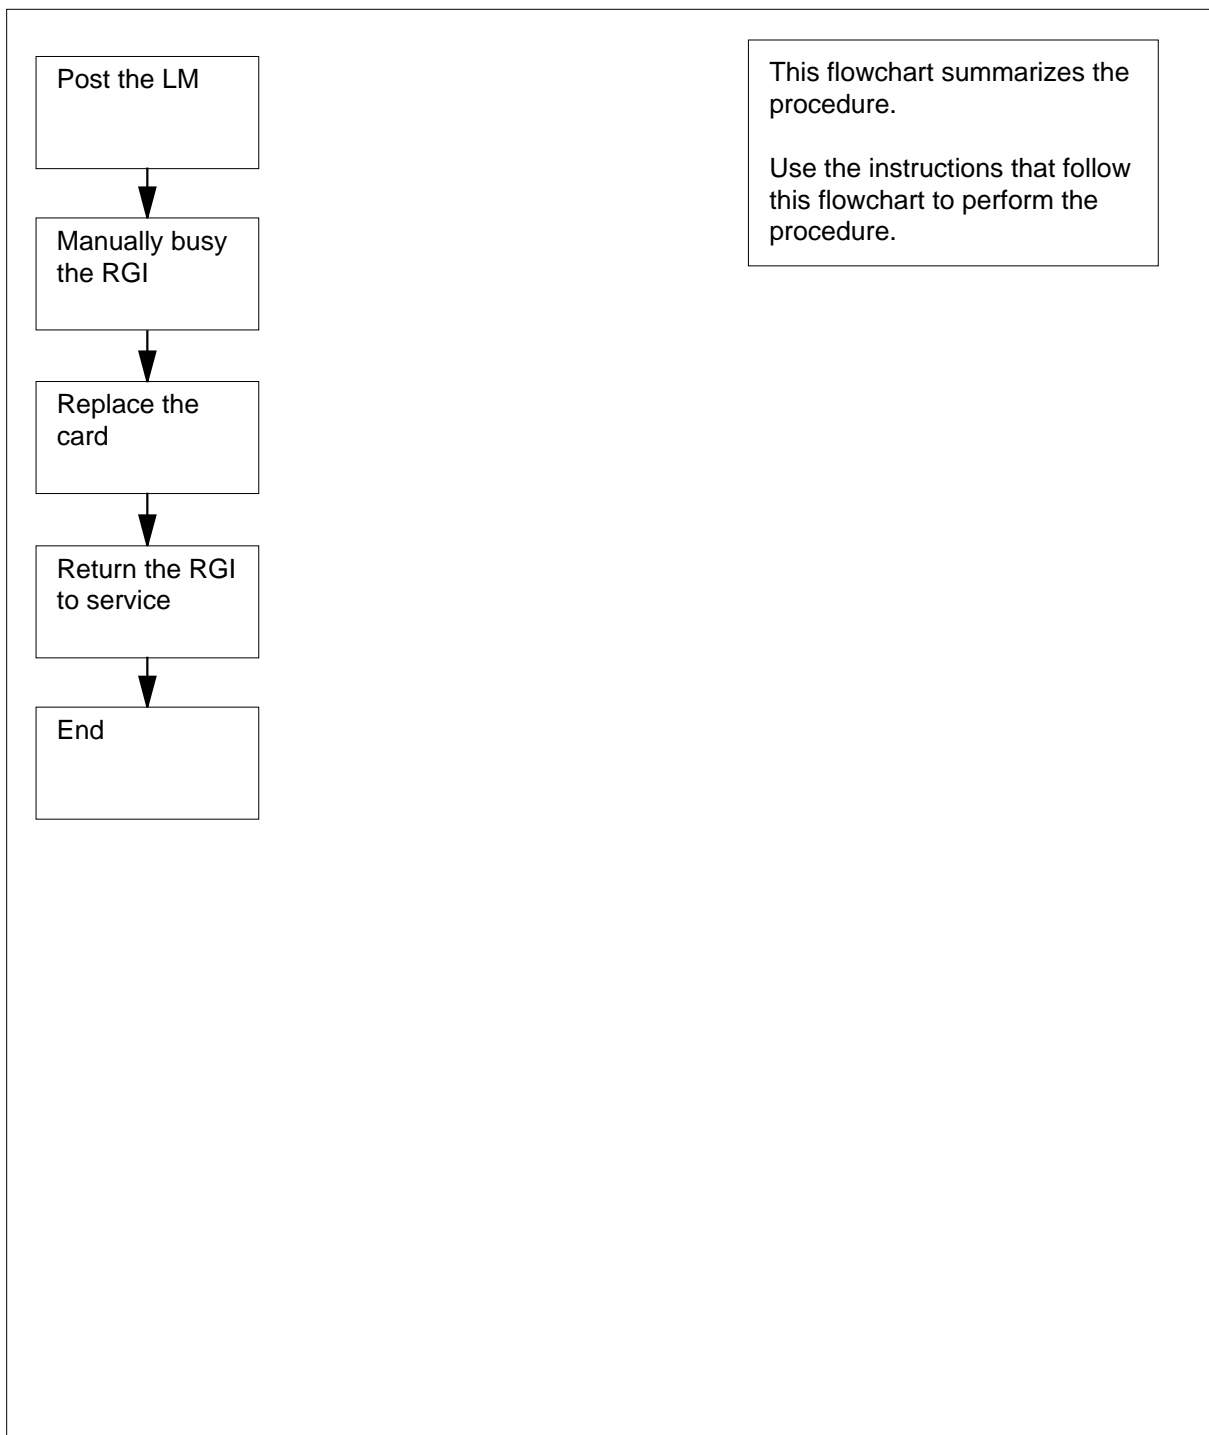 Post the LM
Manually busy
the RGI
Replace the
card
Return the RGI
to service
End
This flowchart summarizes the
procedure.
Use the instructions that follow
this flowchart to perform the
procedure.